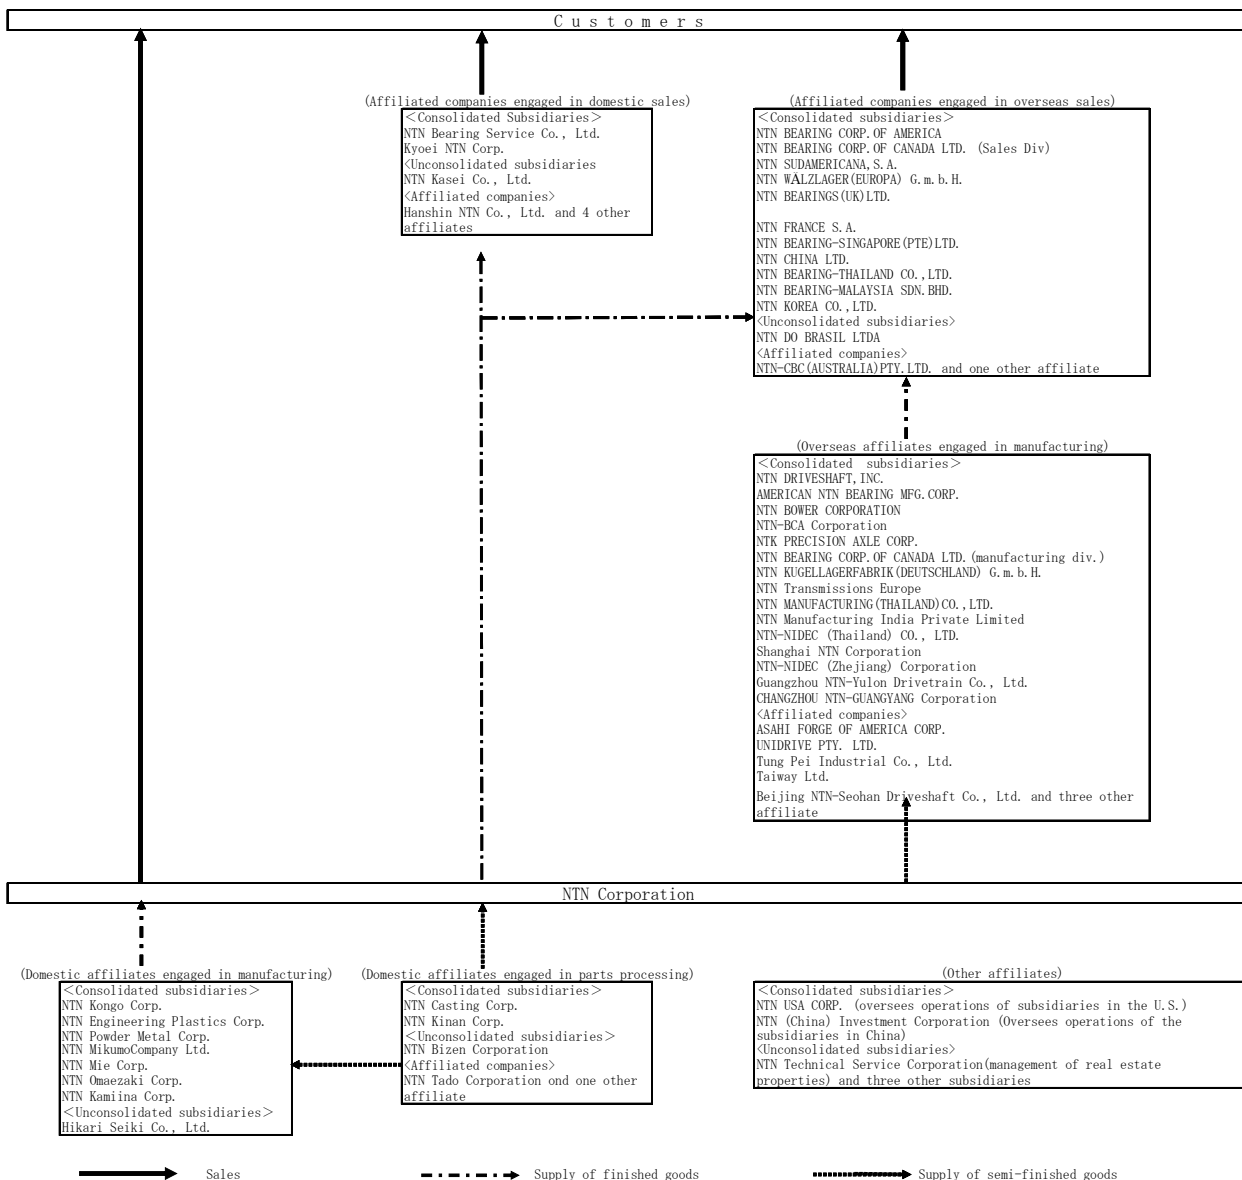 Customers
(Affiliated companies engaged in domestic sales)
<Consolidated Subsidiaries>
NTN Bearing Service Co., Ltd.
Kyoei NTN Corp.
<Unconsolidated subsidiaries
NTN Kasei Co., Ltd.
<Affiliated companies>
Hanshin NTN Co., Ltd. and 4 other
affiliates
(Affiliated companies engaged in overseas sales)
<Consolidated subsidiaries>
NTN BEARING CORP.OF AMERICA
NTN BEARING CORP.OF CANADA LTD. (Sales Div)
NTN SUDAMERICANA,S.A.
NTN WÄLZLAGER(EUROPA) G.m.b.H.
NTN BEARINGS(UK)LTD.
NTN FRANCE S.A.
NTN BEARING-SINGAPORE(PTE)LTD.
NTN CHINA LTD.
NTN BEARING-THAILAND CO.,LTD.
NTN BEARING-MALAYSIA SDN.BHD.
NTN KOREA CO.,LTD.
<Unconsolidated subsidiaries>
NTN DO BRASIL LTDA
<Affiliated companies>
NTN-CBC(AUSTRALIA)PTY.LTD. and one other affiliate
(Overseas affiliates engaged in manufacturing)
<Consolidated subsidiaries>
NTN DRIVESHAFT,INC.
AMERICAN NTN BEARING MFG.CORP.
NTN BOWER CORPORATION
NTN-BCA Corporation
NTK PRECISION AXLE CORP.
NTN BEARING CORP.OF CANADA LTD.(manufacturing div.)
NTN KUGELLAGERFABRIK(DEUTSCHLAND) G.m.b.H.
NTN Transmissions Europe
NTN MANUFACTURING(THAILAND)CO.,LTD.
NTN Manufacturing India Private Limited
NTN-NIDEC (Thailand) CO., LTD.
Shanghai NTN Corporation
NTN-NIDEC (Zhejiang) Corporation
Guangzhou NTN-Yulon Drivetrain Co., Ltd.
CHANGZHOU NTN-GUANGYANG Corporation
<Affiliated companies>
ASAHI FORGE OF AMERICA CORP.
UNIDRIVE PTY. LTD.
Tung Pei Industrial Co., Ltd.
Taiway Ltd.
Beijing NTN-Seohan Driveshaft Co., Ltd. and three other
affiliate
NTN Corporation
(Domestic affiliates engaged in manufacturing)
<Consolidated subsidiaries>
NTN Kongo Corp.
NTN Engineering Plastics Corp.
NTN Powder Metal Corp.
NTN MikumoCompany Ltd.
NTN Mie Corp.
NTN Omaezaki Corp.
NTN Kamiina Corp.
<Unconsolidated subsidiaries>
Hikari Seiki Co., Ltd.
(Domestic affiliates engaged in parts processing)
<Consolidated subsidiaries>
NTN Casting Corp.
NTN Kinan Corp.
<Unconsolidated subsidiaries>
NTN Bizen Corporation
<Affiliated companies>
NTN Tado Corporation ond one other
affiliate
(Other affiliates)
<Consolidated subsidiaries>
NTN USA CORP. (oversees operations of subsidiaries in the U.S.)
NTN (China) Investment Corporation (Oversees operations of the
subsidiaries in China)
<Unconsolidated subsidiaries>
NTN Technical Service Corporation(management of real estate
properties) and three other subsidiaries
Sales
Supply of finished goods
Supply of semi-finished goods